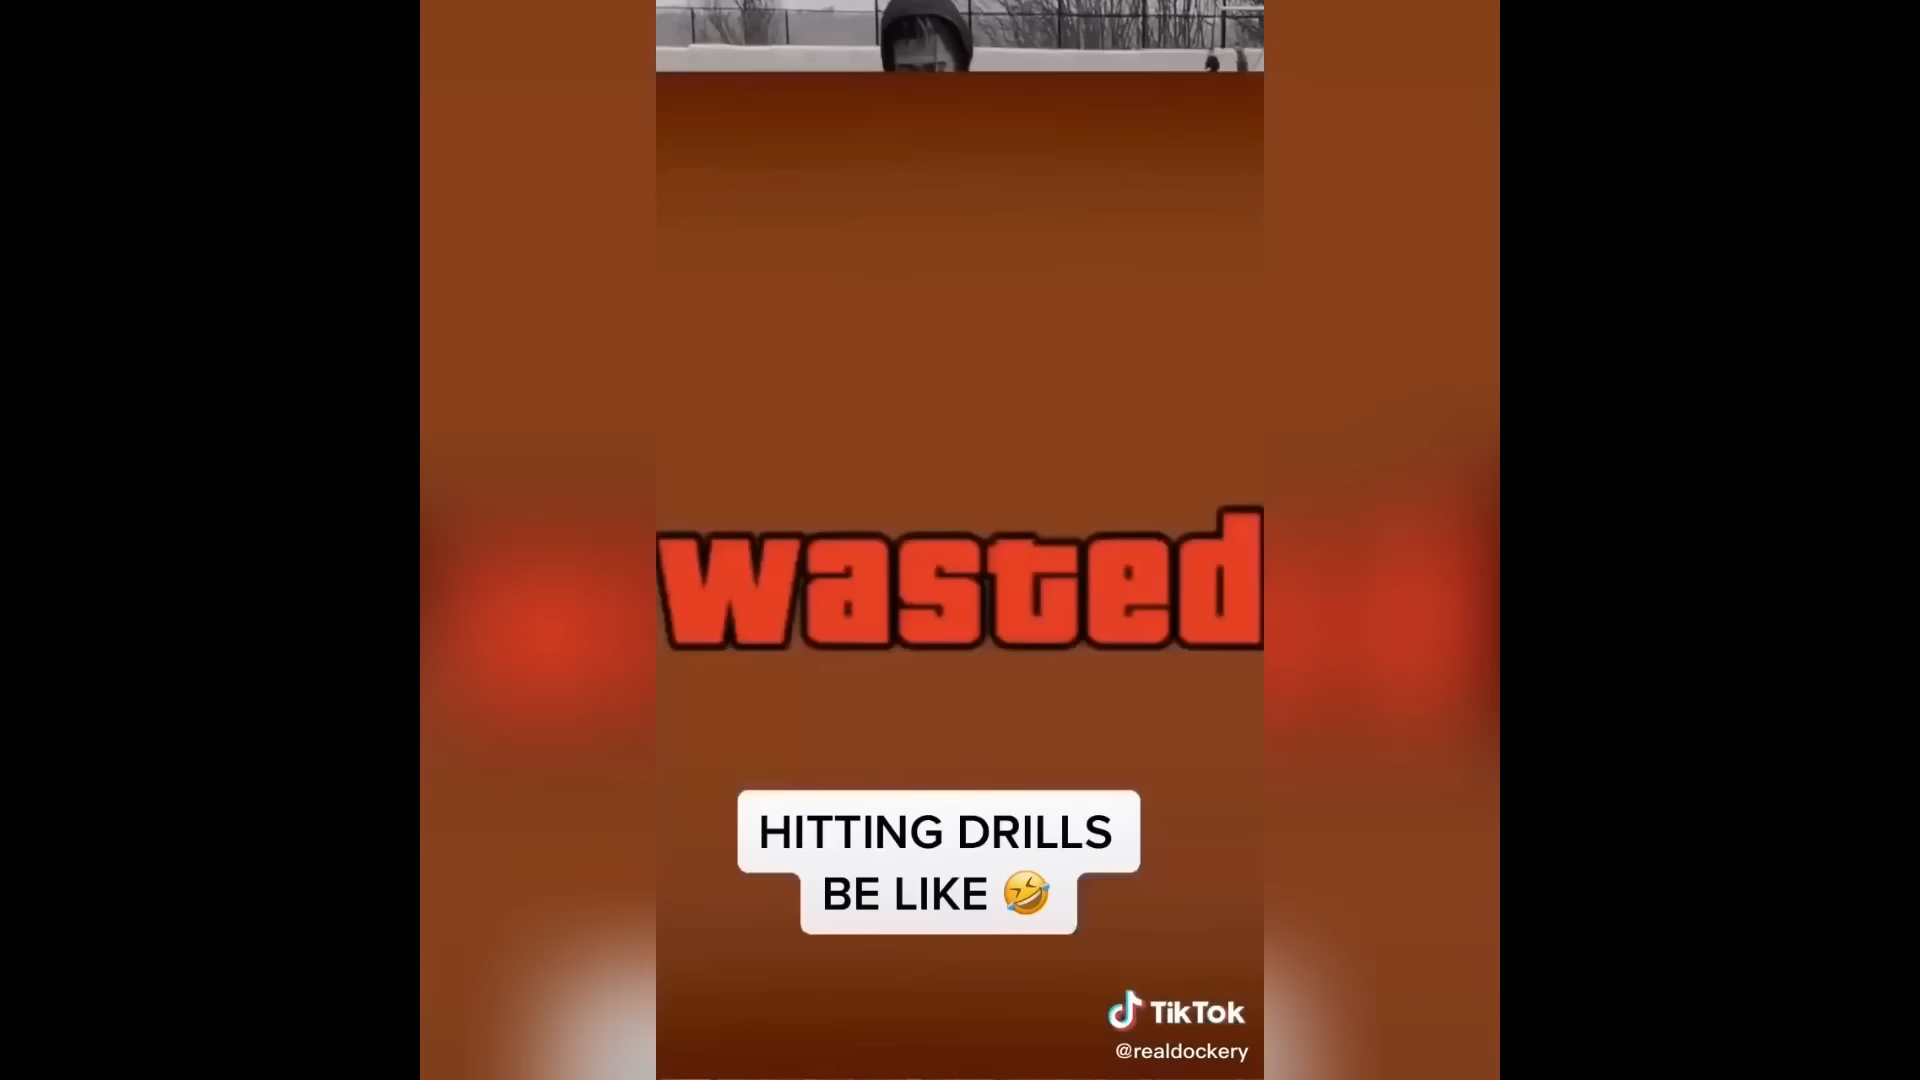 wasted
HITTING DRILLS
BE LIKE 🤣
TikTok
@realdockery